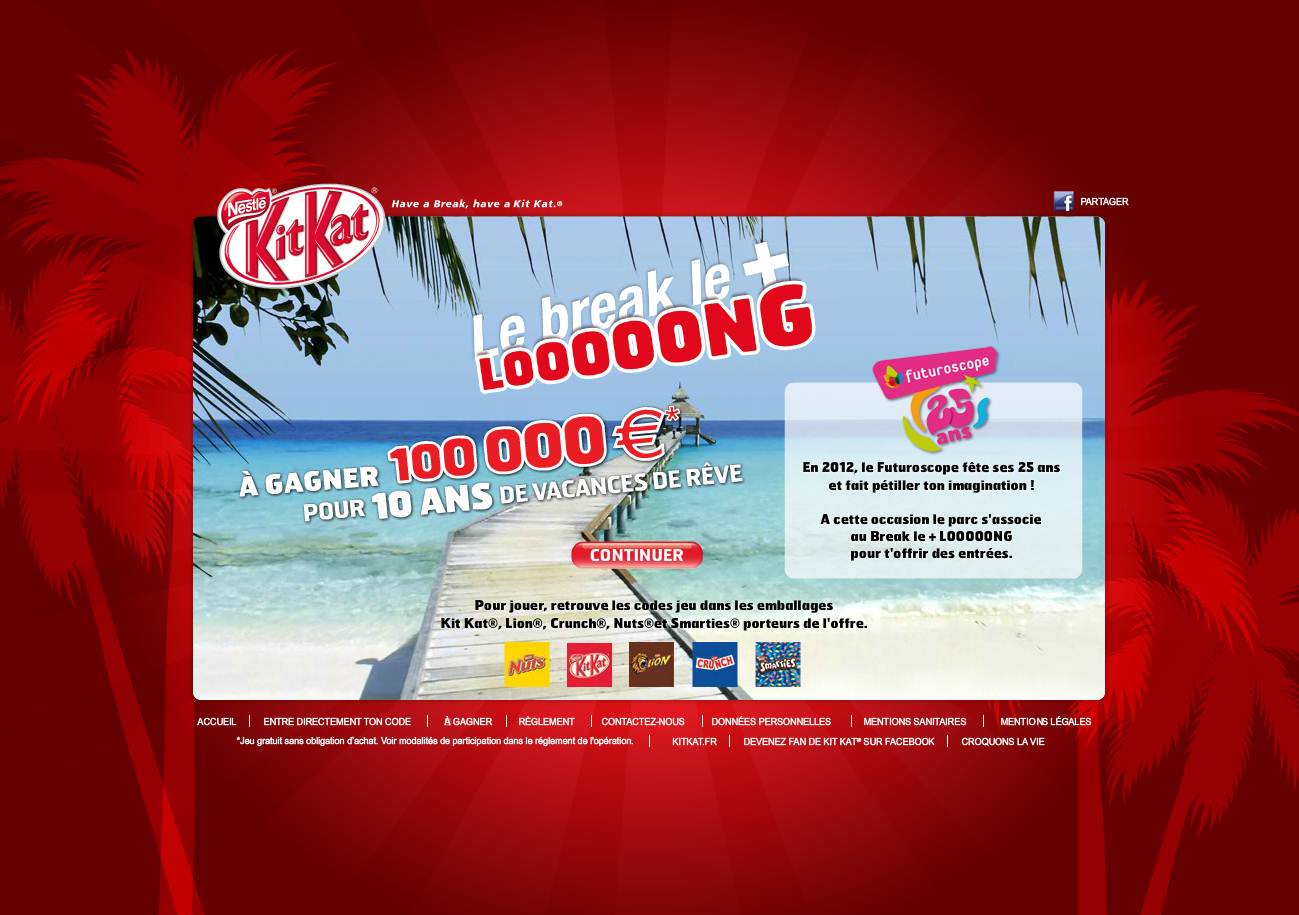 Nestlé®
KitKat®
Have a Break, have a Kit Kat.®
PARTAGER
Le break le +
LOOOOONG
futuroscope
25
ans
À GAGNER 100 000 €*
POUR 10 ANS DE VACANCES DE RÊVE
En 2012, le Futuroscope fête ses 25 ans
et fait pétiller ton imagination !
A cette occasion le parc s'associe
au Break le + LOOOOONG
pour t'offrir des entrées.
CONTINUER
Pour jouer, retrouve les codes jeu dans les emballages
Kit Kat®, Lion®, Crunch®, Nuts®et Smarties® porteurs de l'offre.
Nuts KitKat LION CRUNCH SMARTIES
ACCUEIL | ENTRE DIRECTEMENT TON CODE | À GAGNER | RÈGLEMENT | CONTACTEZ-NOUS | DONNÉES PERSONNELLES | MENTIONS SANITAIRES | MENTIONS LÉGALES
*Jeu gratuit sans obligation d'achat. Voir modalités de participation dans le réglement de l'opération. | KITKAT.FR | DEVENEZ FAN DE KIT KAT® SUR FACEBOOK | CROQUONS LA VIE